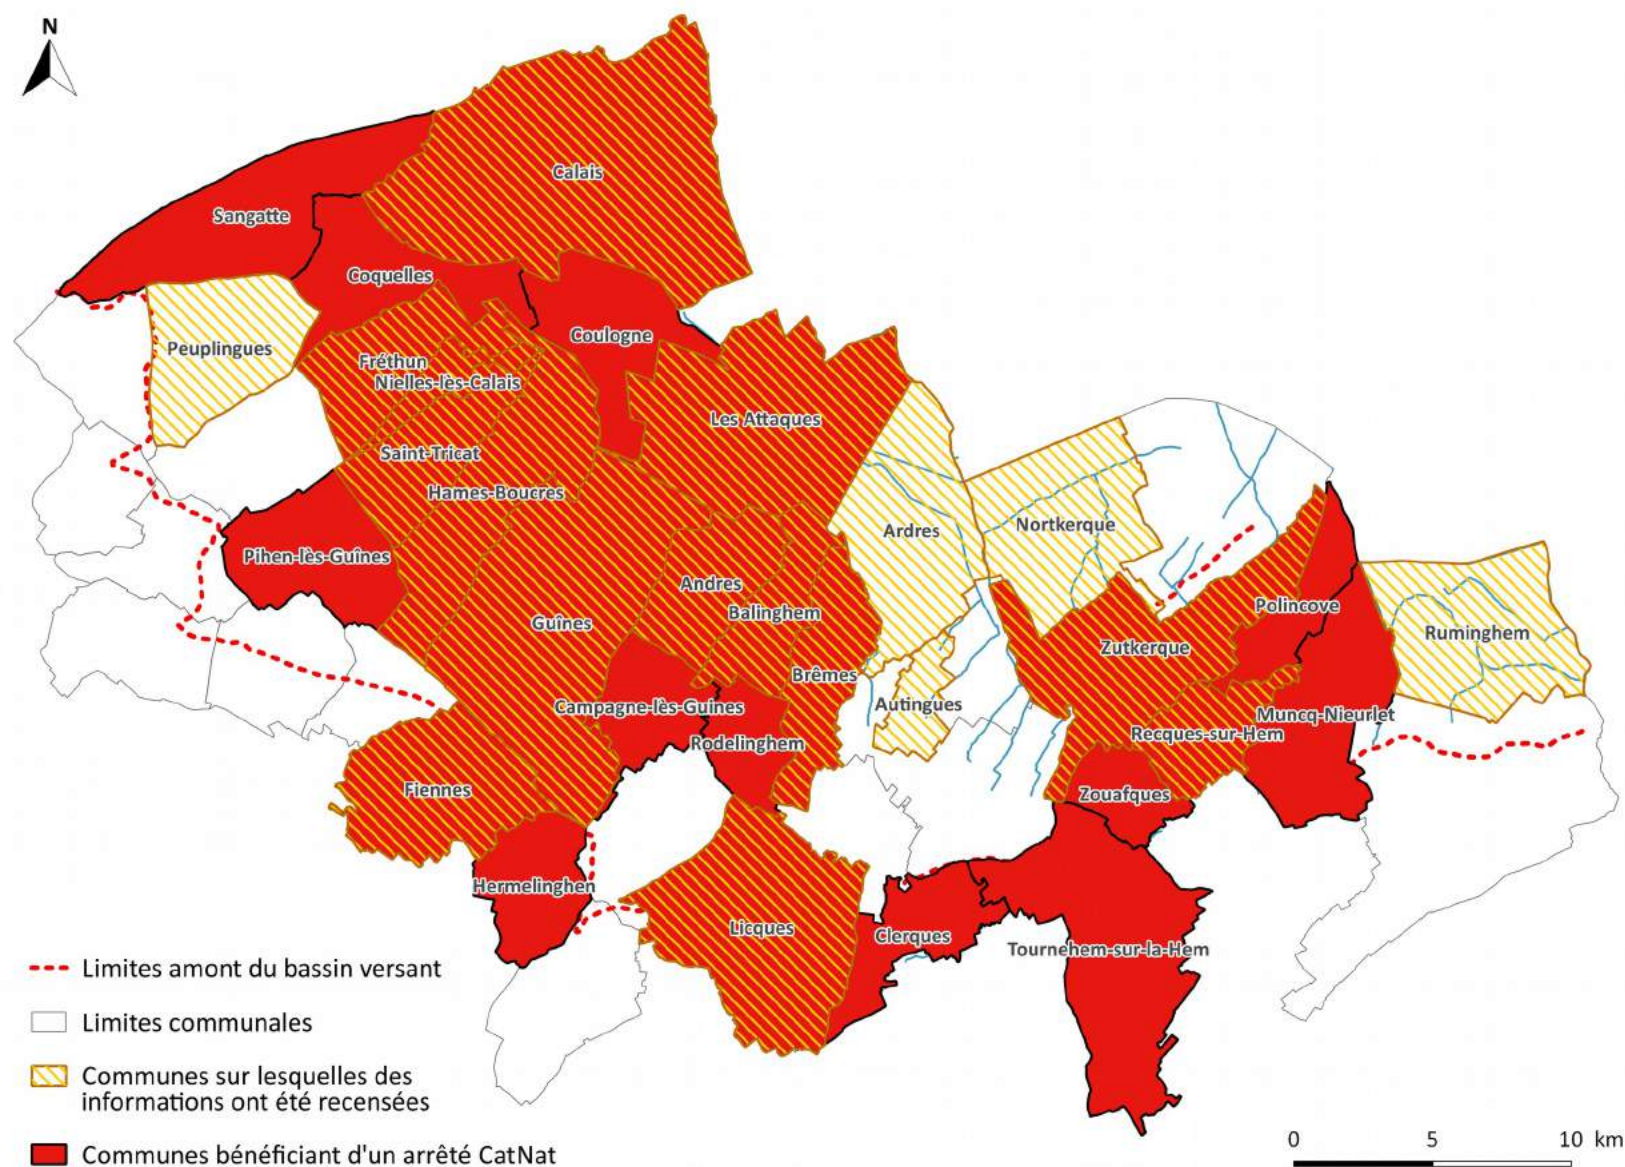 N
Calais
Sangatte
Coquelles
Coulogne
Peuplingues
Fréthun
Nielles-lès-Calais
Les Attaques
Saint-Tricat
Hames-Boucres
Nortkerque
Ardres
Pihen-lès-Guînes
Andres
Polincove
Balinghem
Guînes
Ruminghem
Zutkerque
Brêmes
Autingues
Campagne-lès-Guines
Muncq-Nieurlet
Recques-sur-Hem
Rodelinghem
Fiennes
Zouafques
Hermelinghen
Licques
Clerques
Tournehem-sur-la-Hem
Limites amont du bassin versant
Limites communales
Communes sur lesquelles des
informations ont été recensées
Communes bénéficiant d'un arrêté CatNat
0 5 10 km